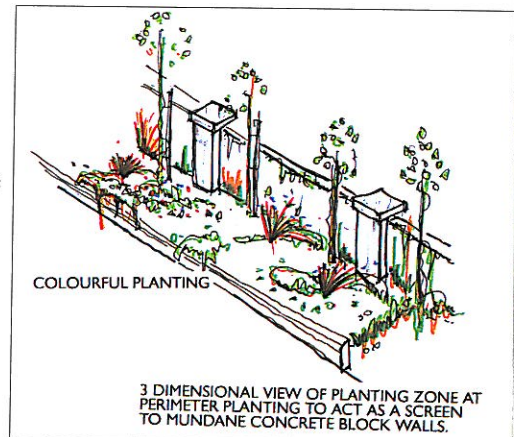 COLOURFUL PLANTING
3 DIMENSIONAL VIEW OF PLANTING ZONE AT
PERIMETER PLANTING TO ACT AS A SCREEN
TO MUNDANE CONCRETE BLOCK WALLS.